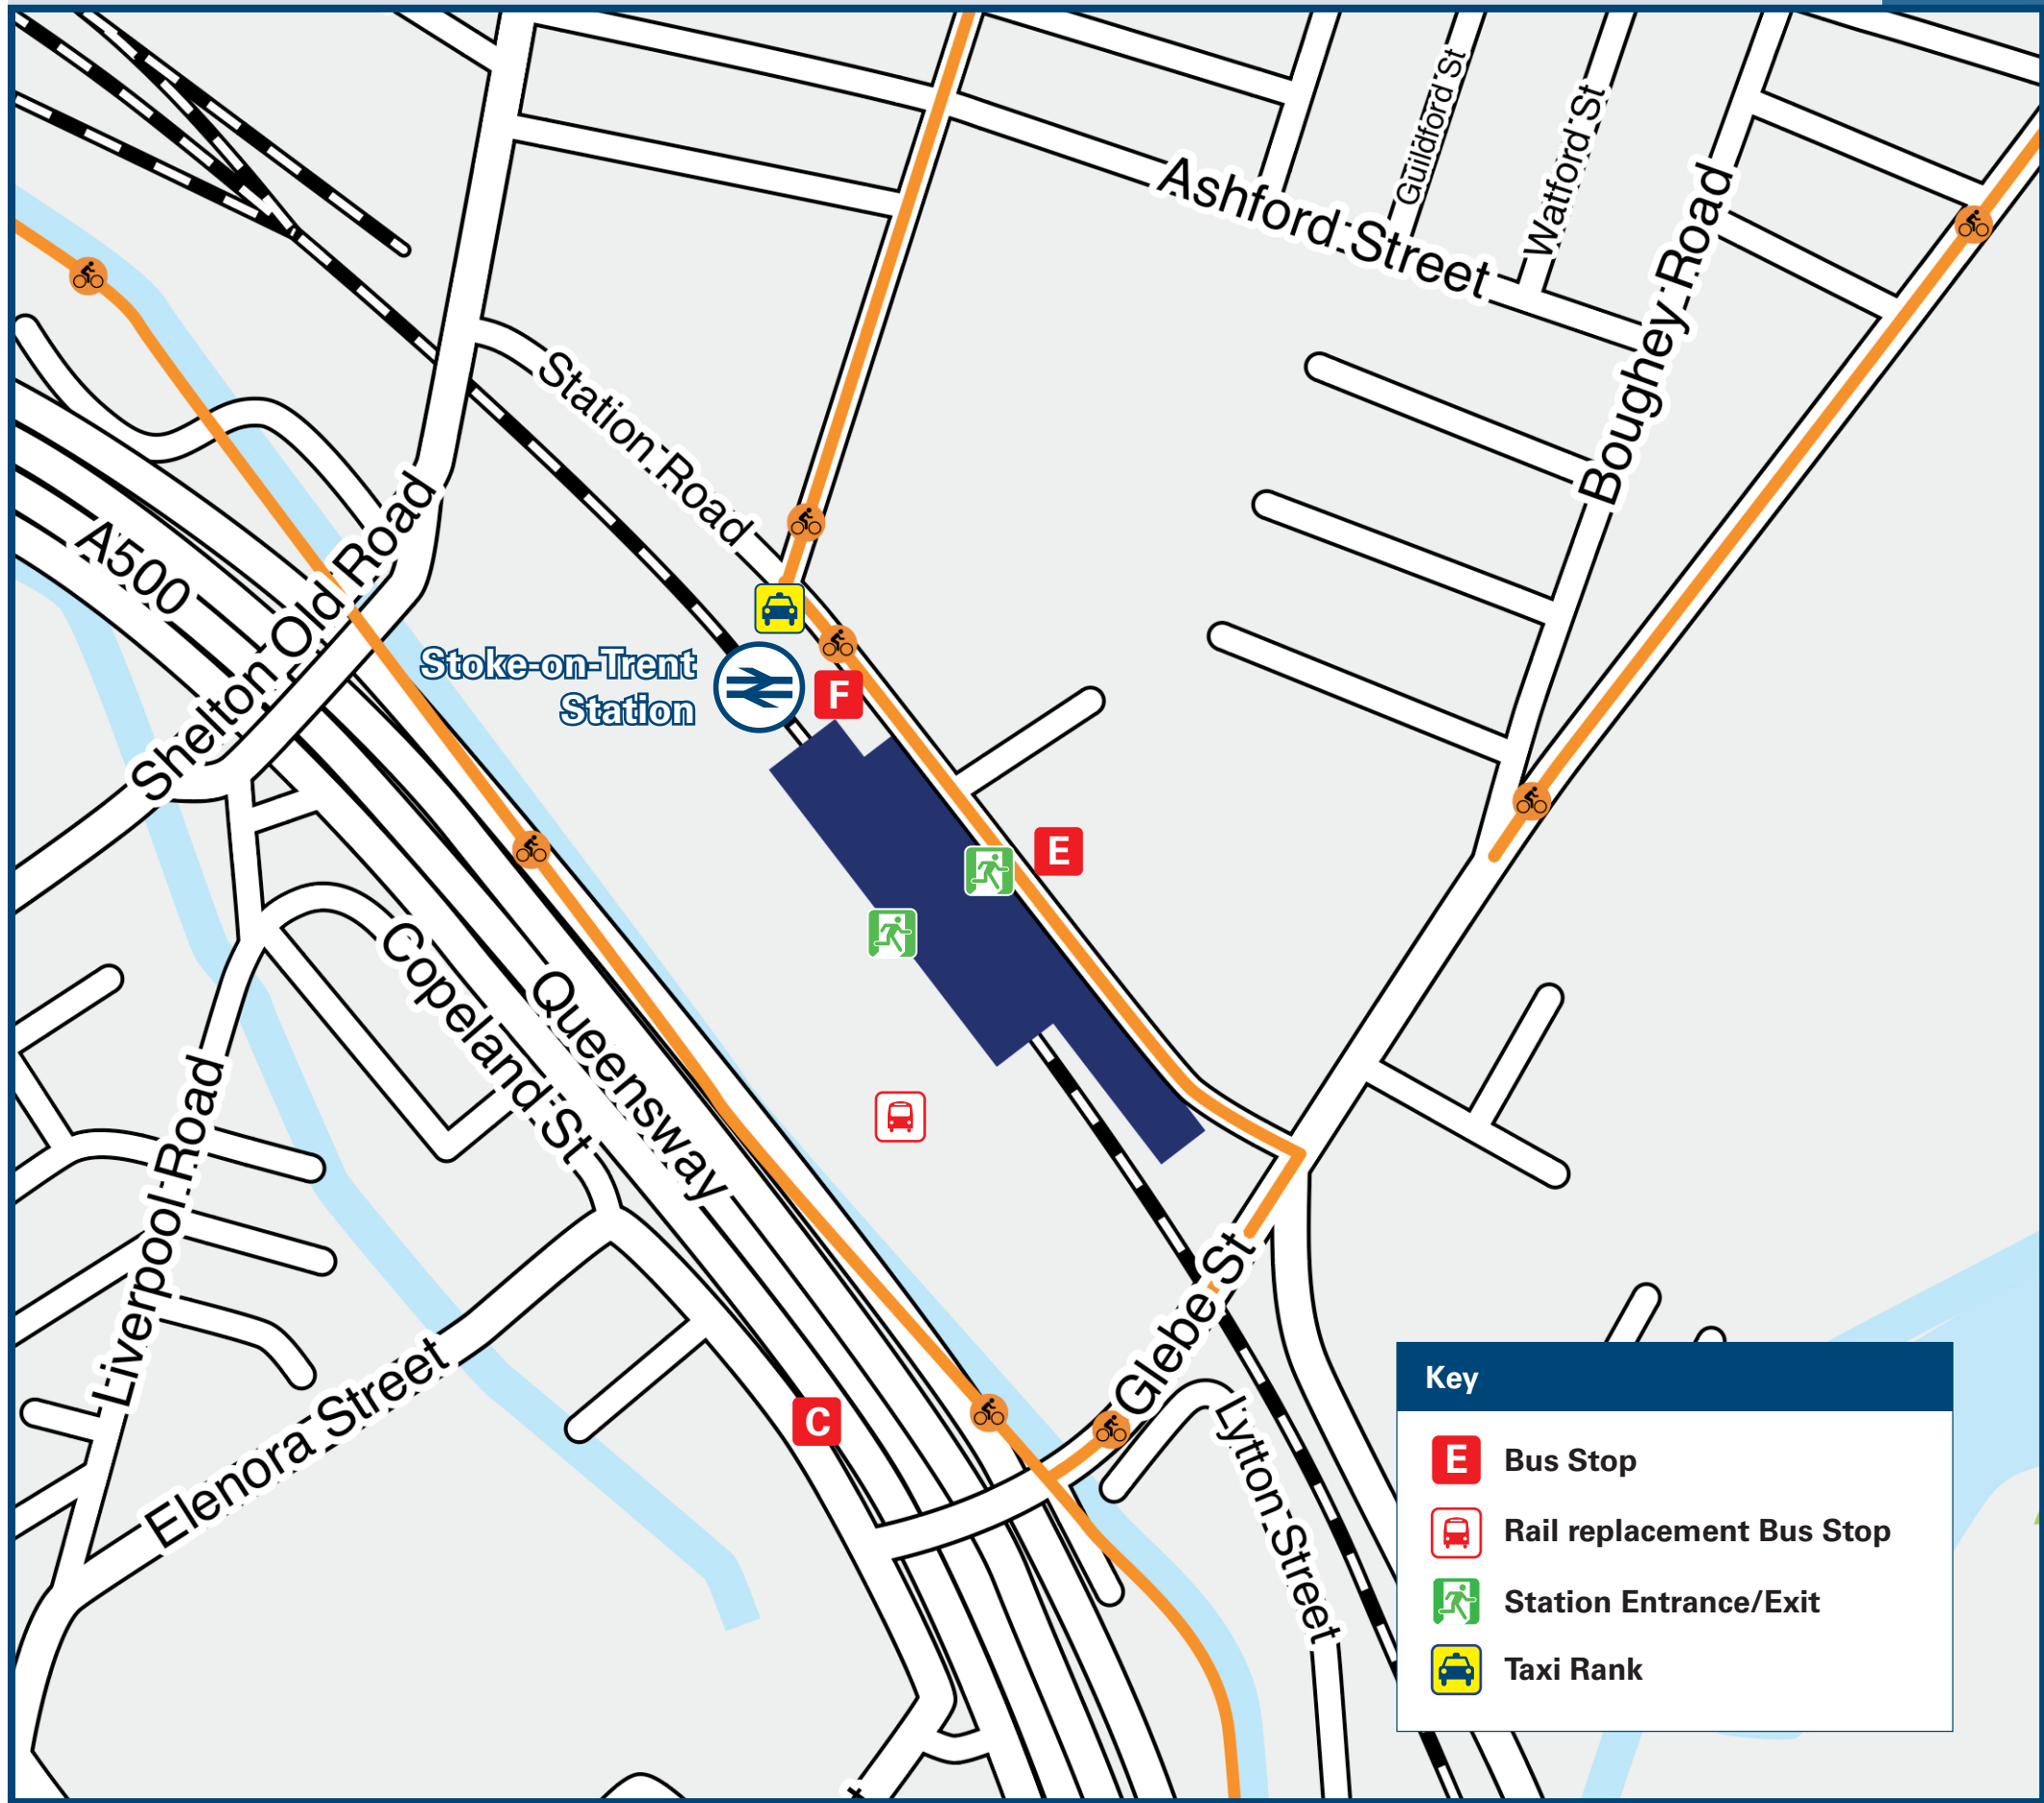 Guildford St
Watford St
Ashford Street
Boughey Road
Station Road
A500
Shelton Old Road
Stoke-on-Trent
Station
F
E
Copeland St
Queensway
Liverpool Road
Elenora Street
C
Glebe St
Lytton Street
Key
E Bus Stop
Rail replacement Bus Stop
Station Entrance/Exit
Taxi Rank